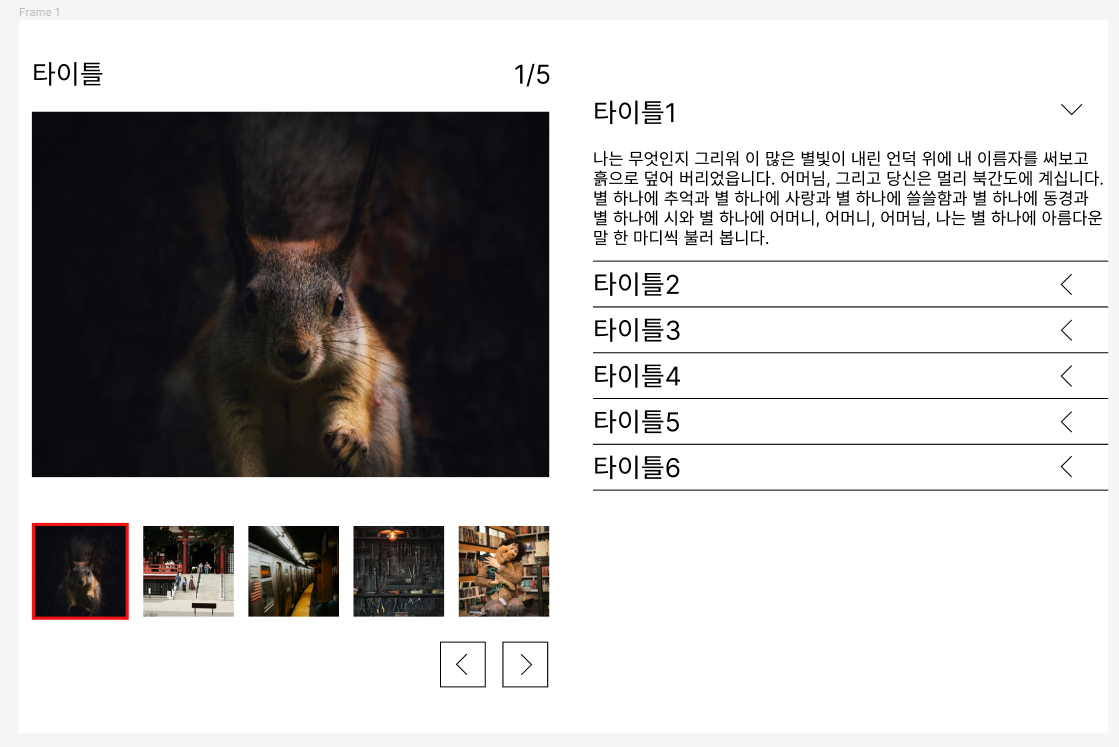 Frame 1
타이틀
1/5
타이틀1
나는 무엇인지 그리워 이 많은 별빛이 내린 언덕 위에 내 이름자를 써보고
흙으로 덮어 버리었읍니다. 어머님, 그리고 당신은 멀리 북간도에 계십니다.
별 하나에 추억과 별 하나에 사랑과 별 하나에 쓸쓸함과 별 하나에 동경과
별 하나에 시와 별 하나에 어머니, 어머니, 어머님, 나는 별 하나에 아름다운
말 한 마디씩 불러 봅니다.
타이틀2
타이틀3
타이틀4
타이틀5
타이틀6